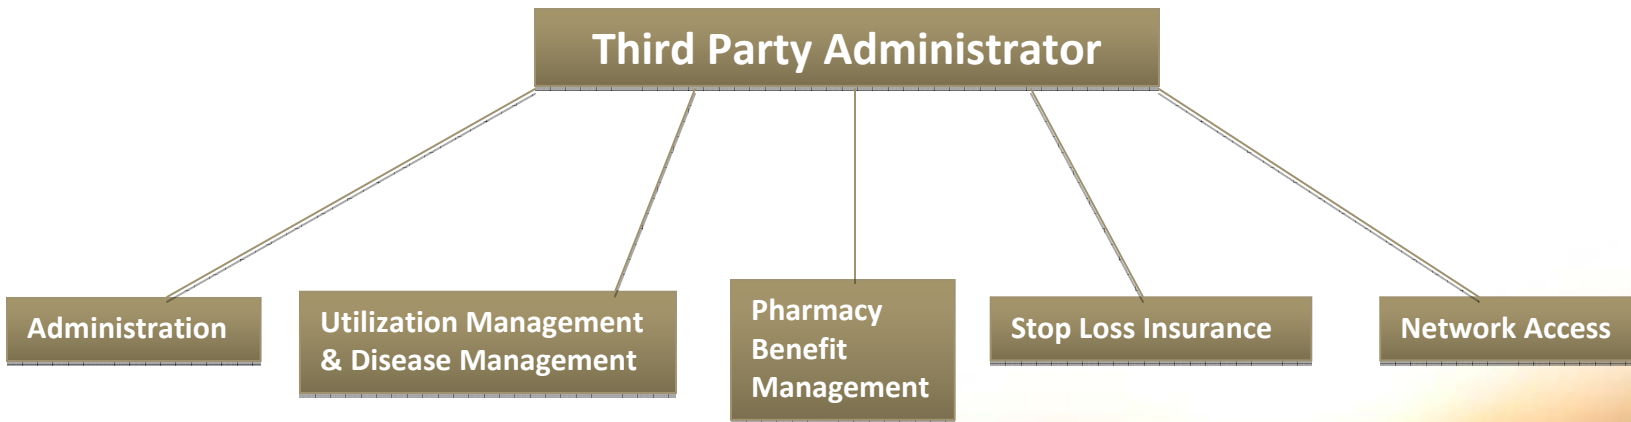 Third Party Administrator
Administration
Utilization Management
& Disease Management
Pharmacy
Benefit
Management
Stop Loss Insurance
Network Access